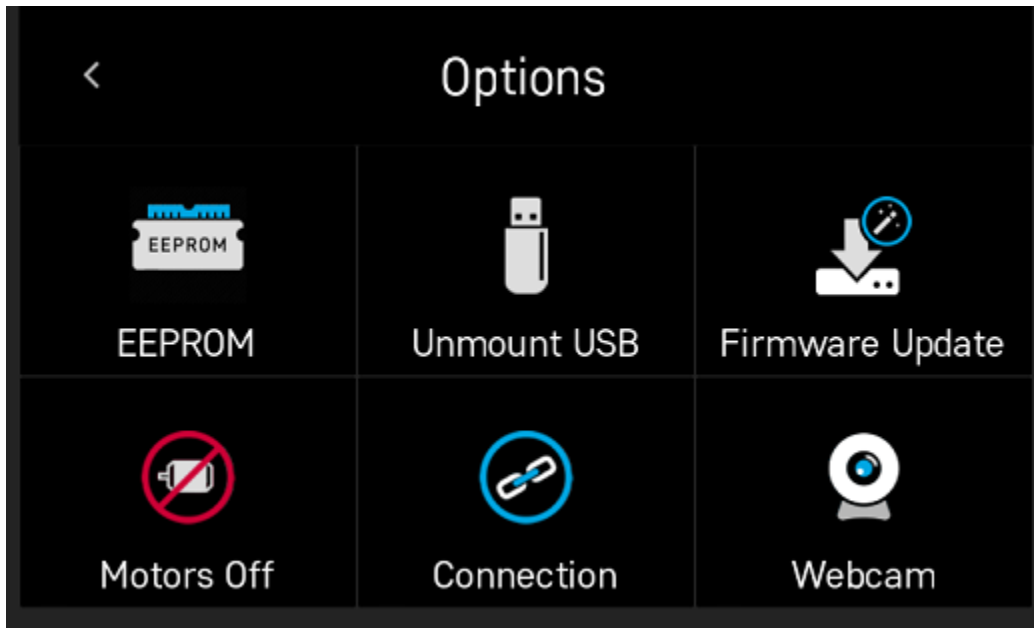 Options
EEPROM
EEPROM
Unmount USB
Firmware Update
Motors Off
Connection
Webcam